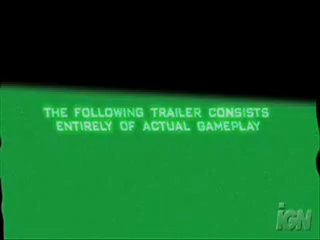 THE FOLLOWING TRAILER CONSISTS
ENTIRELY OF ACTUAL GAMEPLAY
IGN